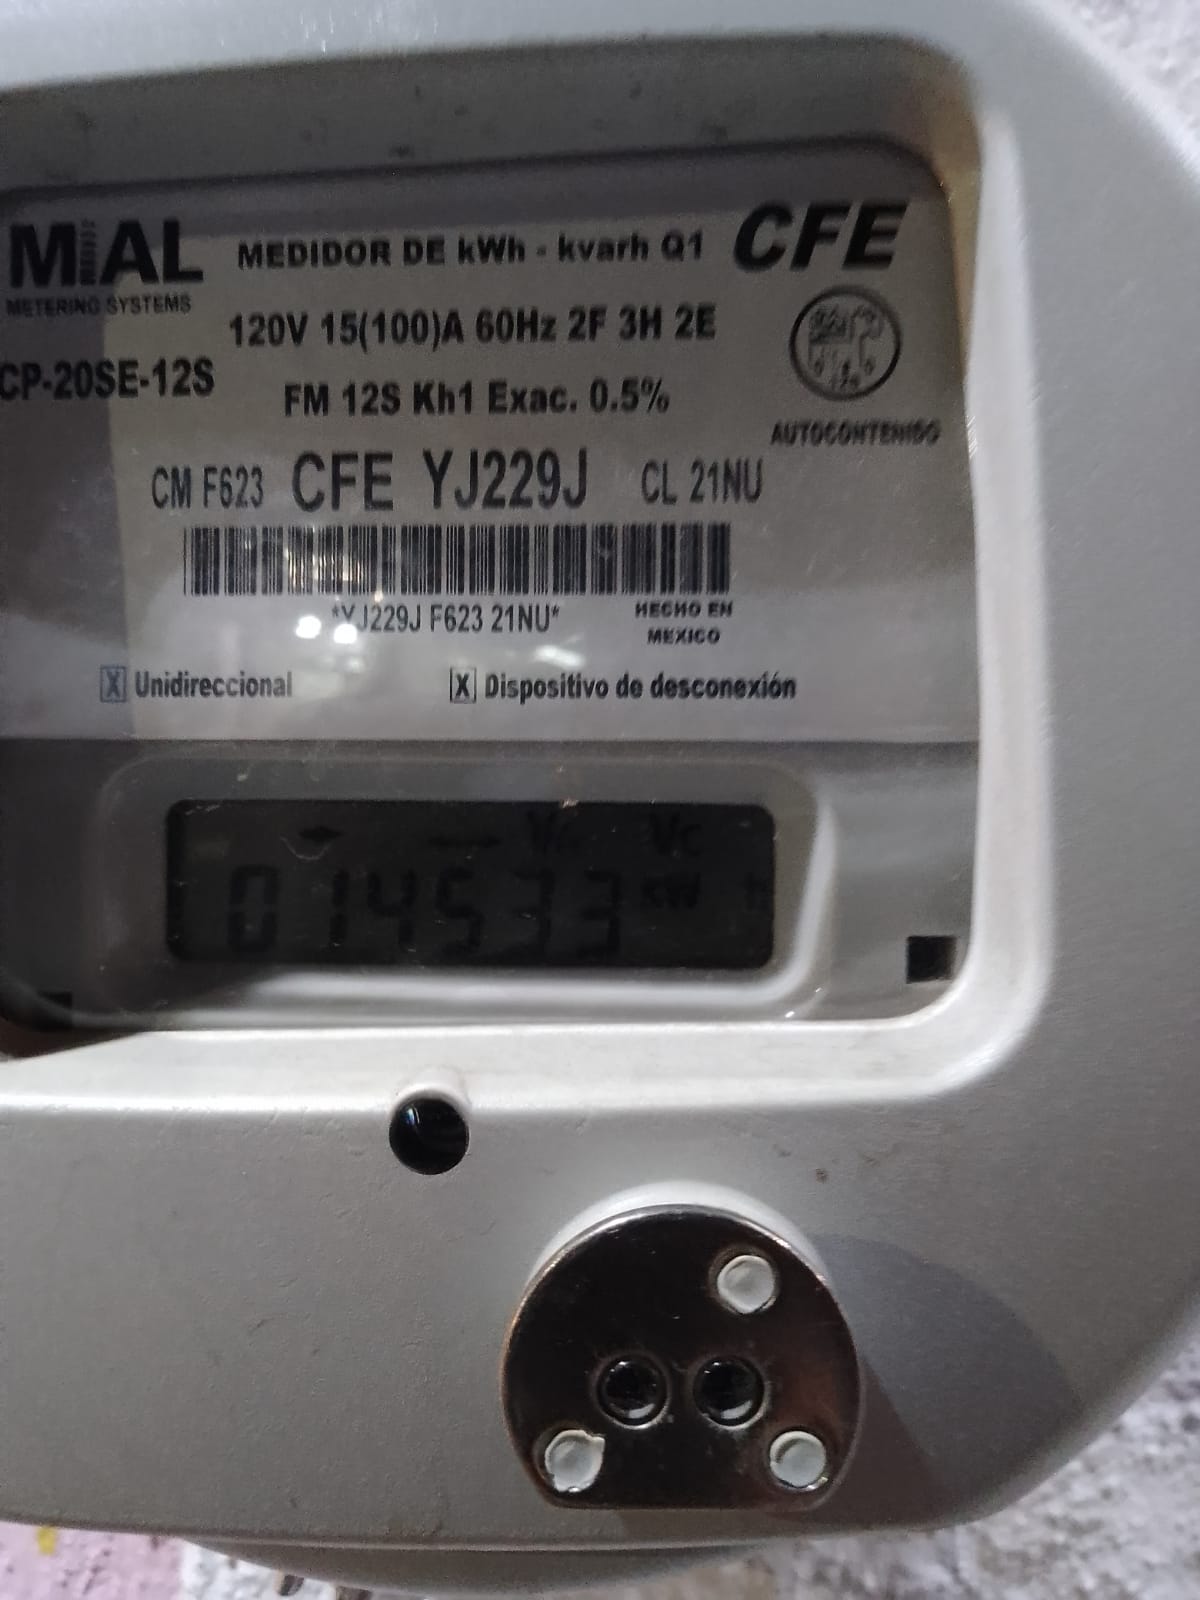 MIAL
METERING SYSTEMS
MEDIDOR DE kWh - kvarh Q1
CFE
120V 15(100)A 60Hz 2F 3H 2E
CP-20SE-12S
FM 12S Kh1 Exac. 0.5%
AUTOCONTENIDO
CM F623 CFE YJ229J CL 21NU
*YJ229J F623 21NU*
HECHO EN
MEXICO
X Unidireccional
X Dispositivo de desconexión
Vc
014533 kW h